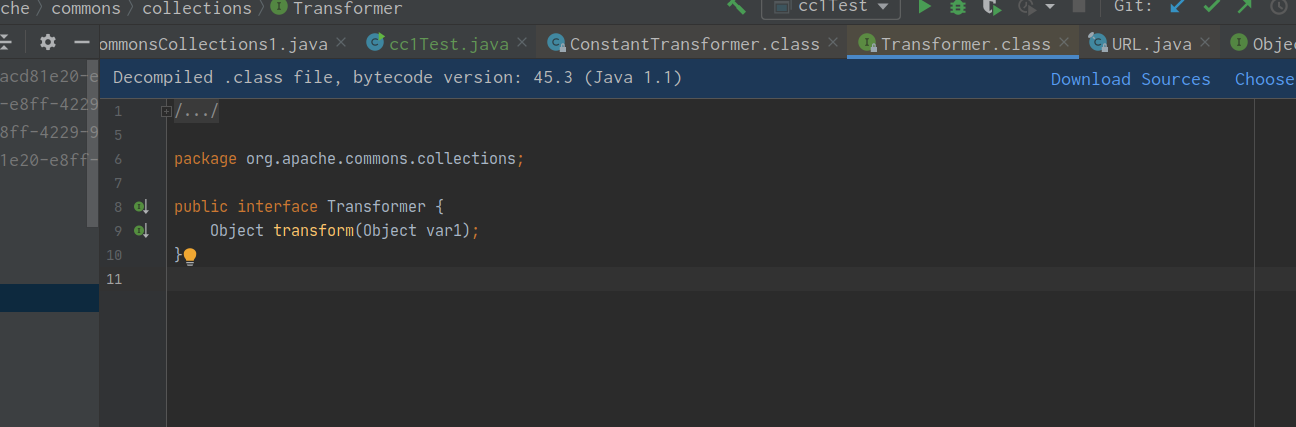 che > commons > collections > Transformer
cc1Test
Git:
ommonsCollections1.java
cc1Test.java
ConstantTransformer.class
Transformer.class
URL.java
Obje
acd81e20-e
-e8ff-4229
8ff-4229-9
1e20-e8ff-
Decompiled .class file, bytecode version: 45.3 (Java 1.1)
Download Sources
Choose
1 /.../
5
6 package org.apache.commons.collections;
7
8 public interface Transformer {
9 Object transform(Object var1);
10 }
11